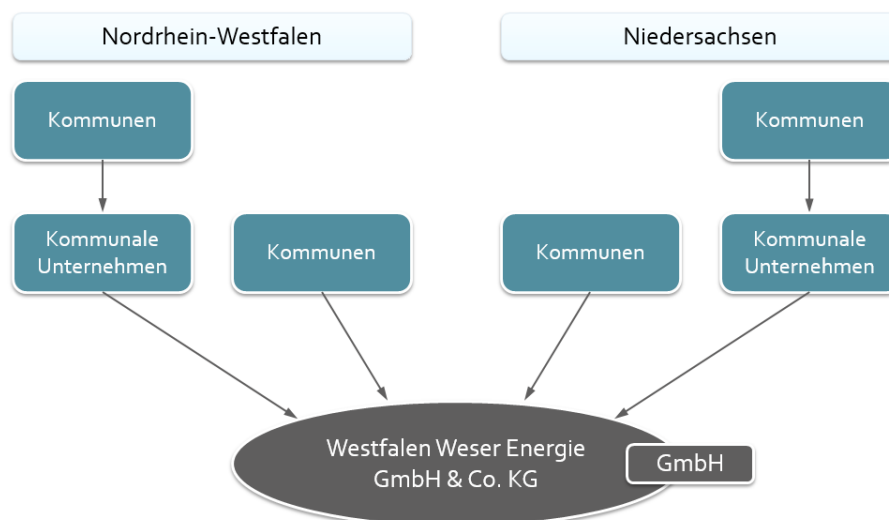 Nordrhein-Westfalen
Niedersachsen
Kommunen
Kommunen
Kommunale
Unternehmen
Kommunen
Kommunen
Kommunale
Unternehmen
Westfalen Weser Energie
GmbH & Co. KG
GmbH